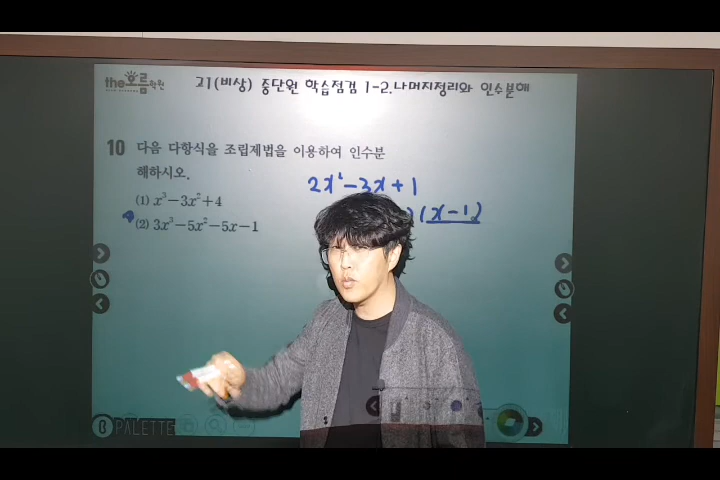 the오름학원
고1(비상) 중단원 학습점검 1-2.나머지정리와 인수분해
10 다음 다항식을 조립제법을 이용하여 인수분
해하시오.
2x²-3x+1
(1) x³-3x²+4
(x-1)
(2) 3x³-5x²-5x-1
PALETTE